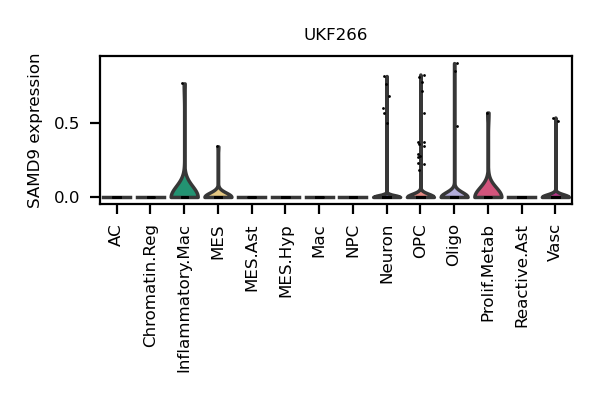 UKF266
SAMD9 expression
0.5
0.0
AC
Chromatin.Reg
Inflammatory.Mac
MES
MES.Ast
MES.Hyp
Mac
NPC
Neuron
OPC
Oligo
Prolif.Metab
Reactive.Ast
Vasc